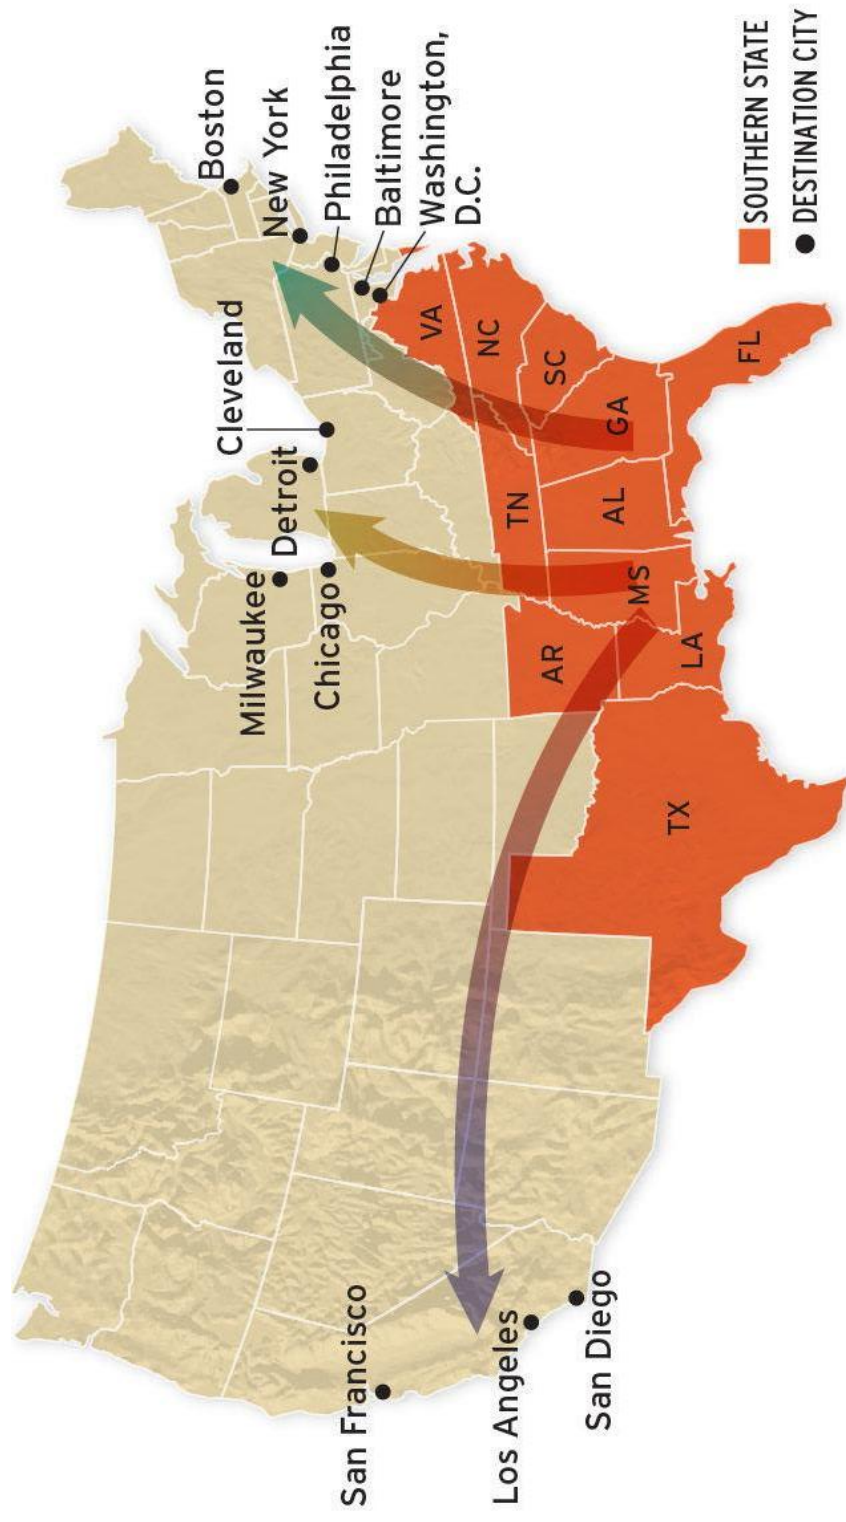 Boston
New York
Philadelphia
Baltimore
Washington,
D.C.
Cleveland
Detroit
Milwaukee
Chicago
San Francisco
Los Angeles
San Diego
VA
NC
SC
GA
FL
TN
AL
MS
AR
LA
TX
SOUTHERN STATE
DESTINATION CITY